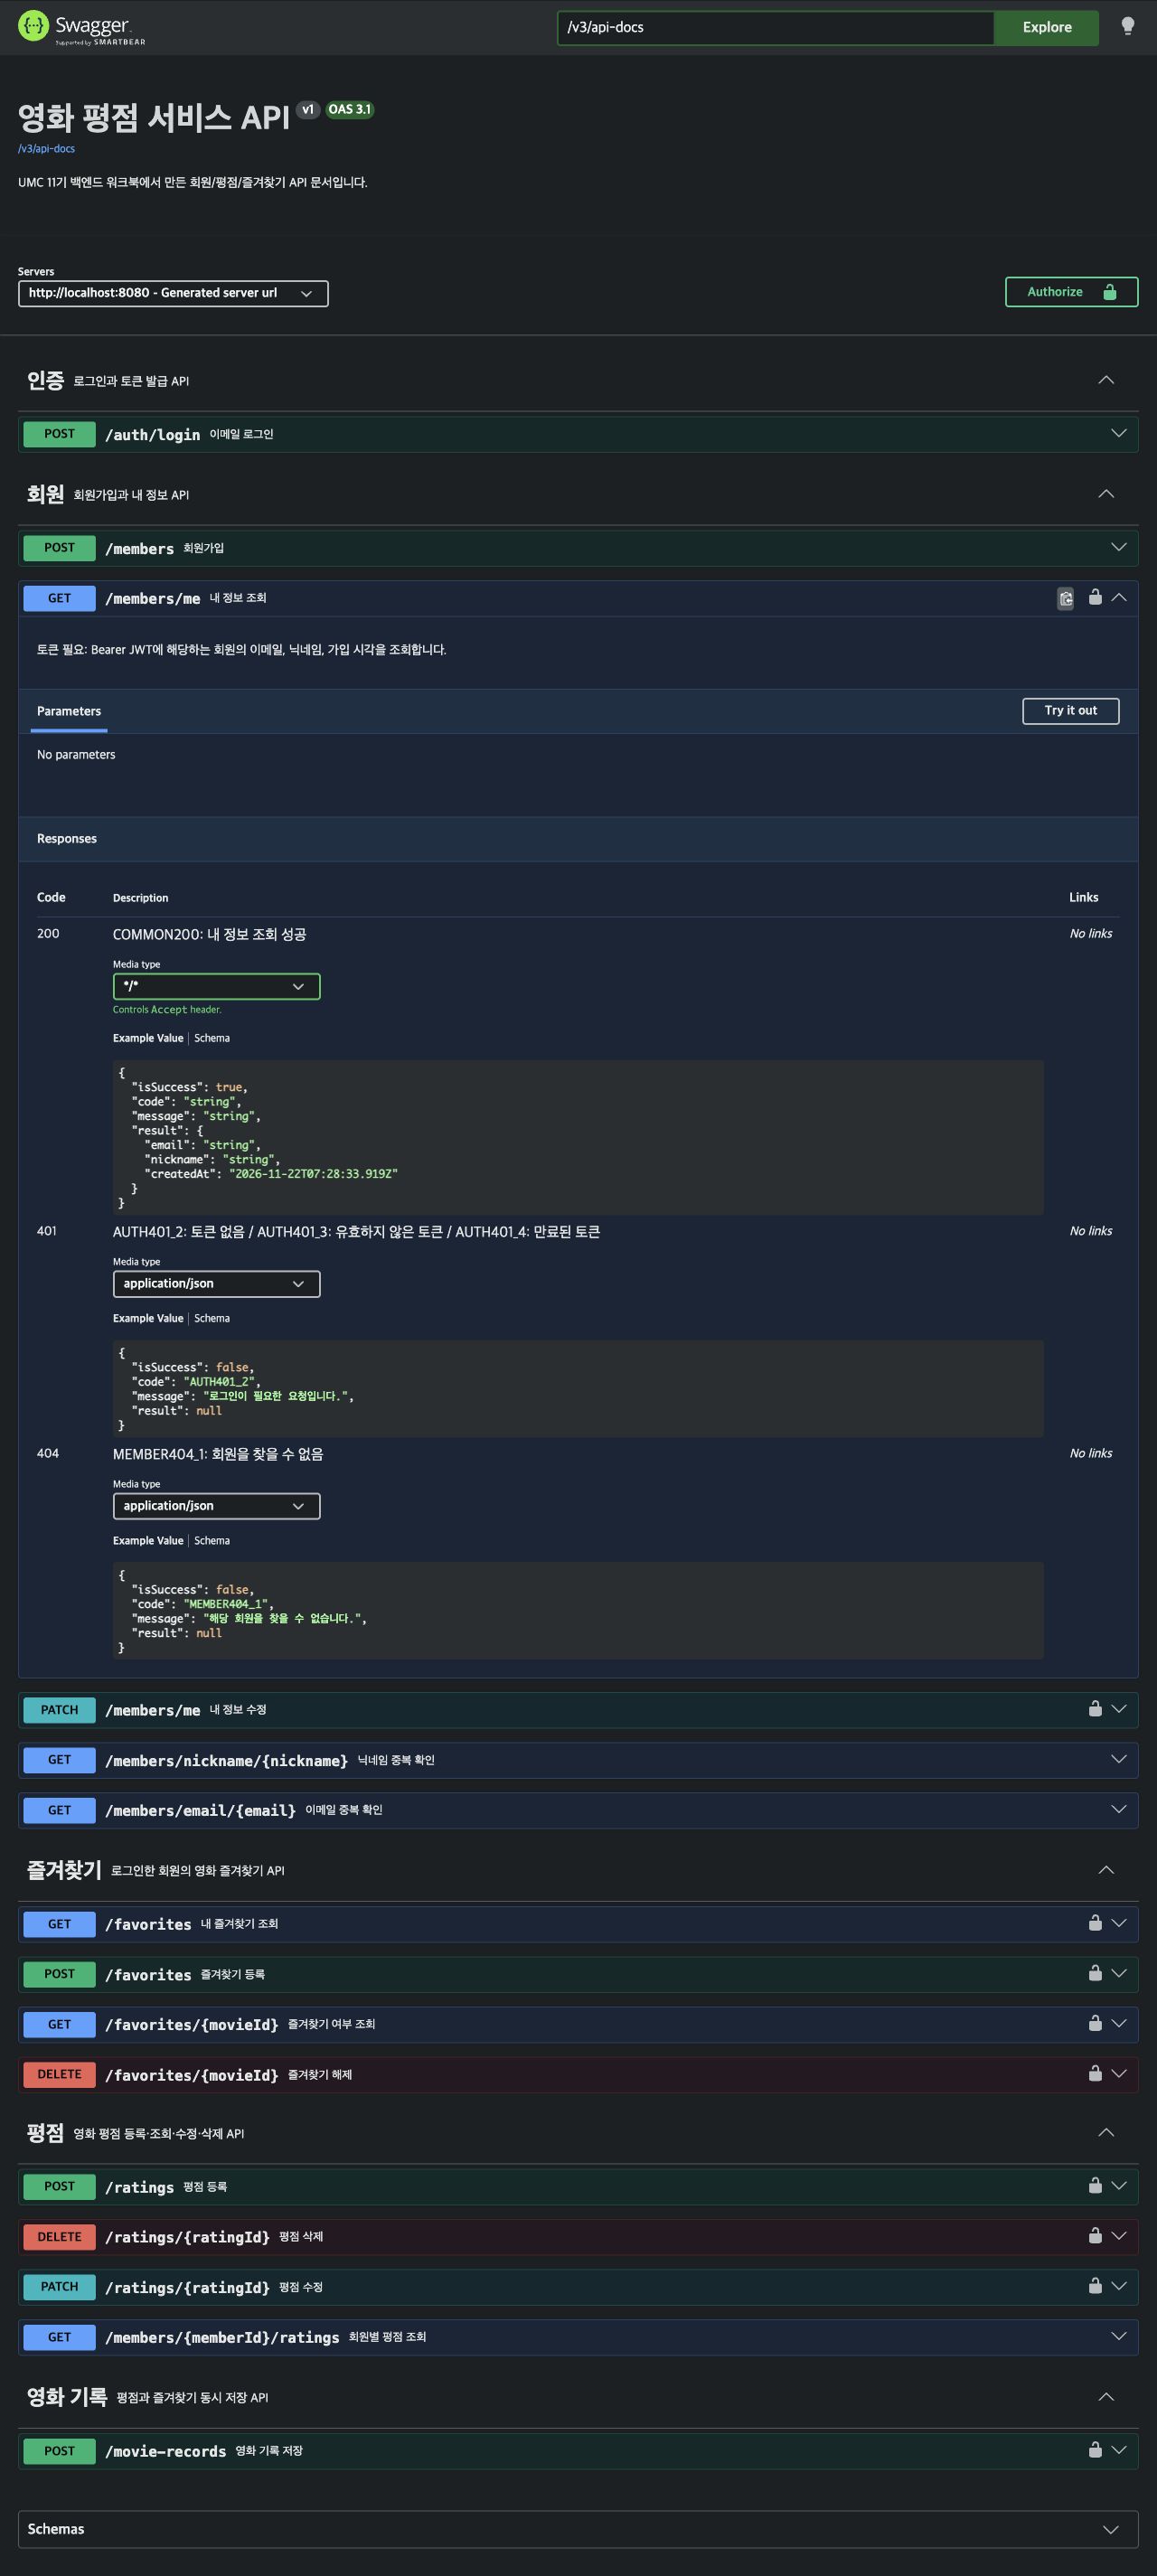 Swagger.
Supported by SMARTBEAR
/v3/api-docs
Explore
영화 평점 서비스 API v1 OAS 3.1
/v3/api-docs
UMC 11기 백엔드 워크북에서 만든 회원/평점/즐겨찾기 API 문서입니다.
Servers
http://localhost:8080 - Generated server url
Authorize
인증 로그인과 토큰 발급 API
POST /auth/login 이메일 로그인
회원 회원가입과 내 정보 API
POST /members 회원가입
GET /members/me 내 정보 조회
토큰 필요: Bearer JWT에 해당하는 회원의 이메일, 닉네임, 가입 시각을 조회합니다.
Parameters
Try it out
No parameters
Responses
Code Description Links
200 COMMON200: 내 정보 조회 성공 No links
Media type
*/*
Controls Accept header.
Example Value Schema
{
  "isSuccess": true,
  "code": "string",
  "message": "string",
  "result": {
    "email": "string",
    "nickname": "string",
    "createdAt": "2026-11-22T07:28:33.919Z"
  }
}
401 AUTH401_2: 토큰 없음 / AUTH401_3: 유효하지 않은 토큰 / AUTH401_4: 만료된 토큰 No links
Media type
application/json
Example Value Schema
{
  "isSuccess": false,
  "code": "AUTH401_2",
  "message": "로그인이 필요한 요청입니다.",
  "result": null
}
404 MEMBER404_1: 회원을 찾을 수 없음 No links
Media type
application/json
Example Value Schema
{
  "isSuccess": false,
  "code": "MEMBER404_1",
  "message": "해당 회원을 찾을 수 없습니다.",
  "result": null
}
PATCH /members/me 내 정보 수정
GET /members/nickname/{nickname} 닉네임 중복 확인
GET /members/email/{email} 이메일 중복 확인
즐겨찾기 로그인한 회원의 영화 즐겨찾기 API
GET /favorites 내 즐겨찾기 조회
POST /favorites 즐겨찾기 등록
GET /favorites/{movieId} 즐겨찾기 여부 조회
DELETE /favorites/{movieId} 즐겨찾기 해제
평점 영화 평점 등록·조회·수정·삭제 API
POST /ratings 평점 등록
DELETE /ratings/{ratingId} 평점 삭제
PATCH /ratings/{ratingId} 평점 수정
GET /members/{memberId}/ratings 회원별 평점 조회
영화 기록 평점과 즐겨찾기 동시 저장 API
POST /movie-records 영화 기록 저장
Schemas